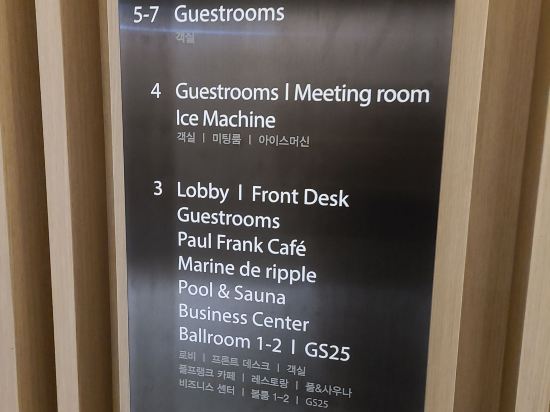 5-7 Guestrooms
객실
4 Guestrooms | Meeting room
Ice Machine
객실 | 미팅룸 | 아이스머신
3 Lobby | Front Desk
Guestrooms
Paul Frank Café
Marine de ripple
Pool & Sauna
Business Center
Ballroom 1-2 | GS25
로비 | 프론트 데스크 | 객실
폴프랭크 카페 | 레스토랑 | 풀&사우나
비즈니스 센터 | 볼룸 1-2 | GS25